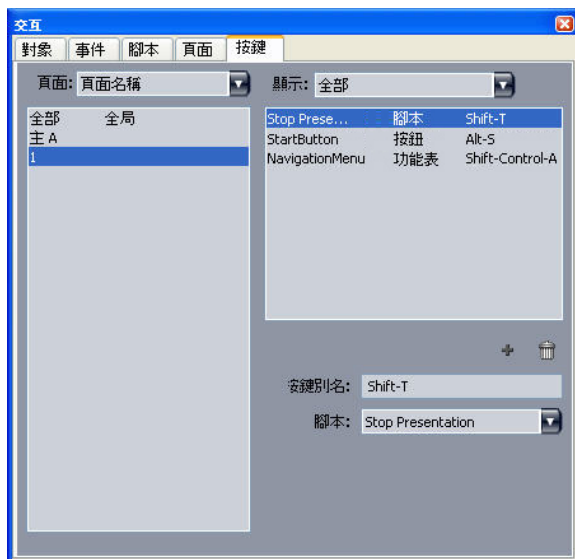 交互
對象 事件 腳本 頁面 按鍵
頁面: 頁面名稱
全部 全局
主 A
1
顯示: 全部
Stop Prese... 腳本 Shift-T
StartButton 按鈕 Alt-S
NavigationMenu 功能表 Shift-Control-A
按鍵別名: Shift-T
腳本: Stop Presentation